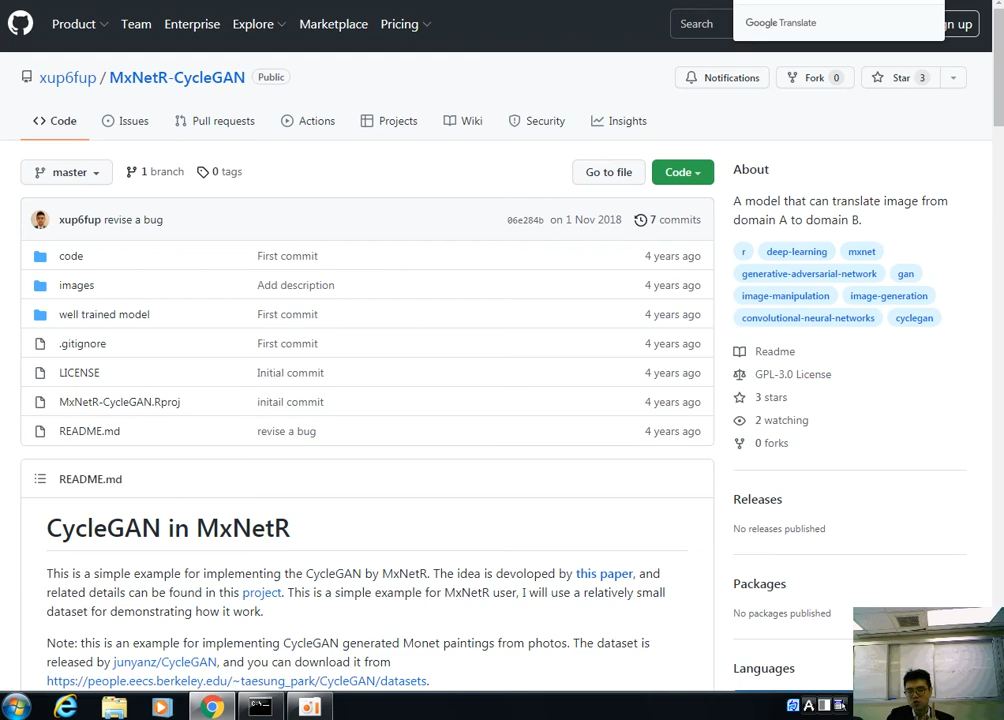 Product Team Enterprise Explore Marketplace Pricing Search Google Translate n up
xup6fup / MxNetR-CycleGAN Public Notifications Fork 0 Star 3
Code Issues Pull requests Actions Projects Wiki Security Insights
master 1 branch 0 tags Go to file Code
xup6fup revise a bug 06e284b on 1 Nov 2018 7 commits
code First commit 4 years ago
images Add description 4 years ago
well trained model First commit 4 years ago
.gitignore First commit 4 years ago
LICENSE Initial commit 4 years ago
MxNetR-CycleGAN.Rproj initail commit 4 years ago
README.md revise a bug 4 years ago
README.md
CycleGAN in MxNetR
This is a simple example for implementing the CycleGAN by MxNetR. The idea is devoloped by this paper, and
related details can be found in this project. This is a simple example for MxNetR user, I will use a relatively small
dataset for demonstrating how it work.
Note: this is an example for implementing CycleGAN generated Monet paintings from photos. The dataset is
released by junyanz/CycleGAN, and you can download it from
https://people.eecs.berkeley.edu/~taesung_park/CycleGAN/datasets.
About
A model that can translate image from
domain A to domain B.
r deep-learning mxnet
generative-adversarial-network gan
image-manipulation image-generation
convolutional-neural-networks cyclegan
Readme
GPL-3.0 License
3 stars
2 watching
0 forks
Releases
No releases published
Packages
No packages published
Languages
A